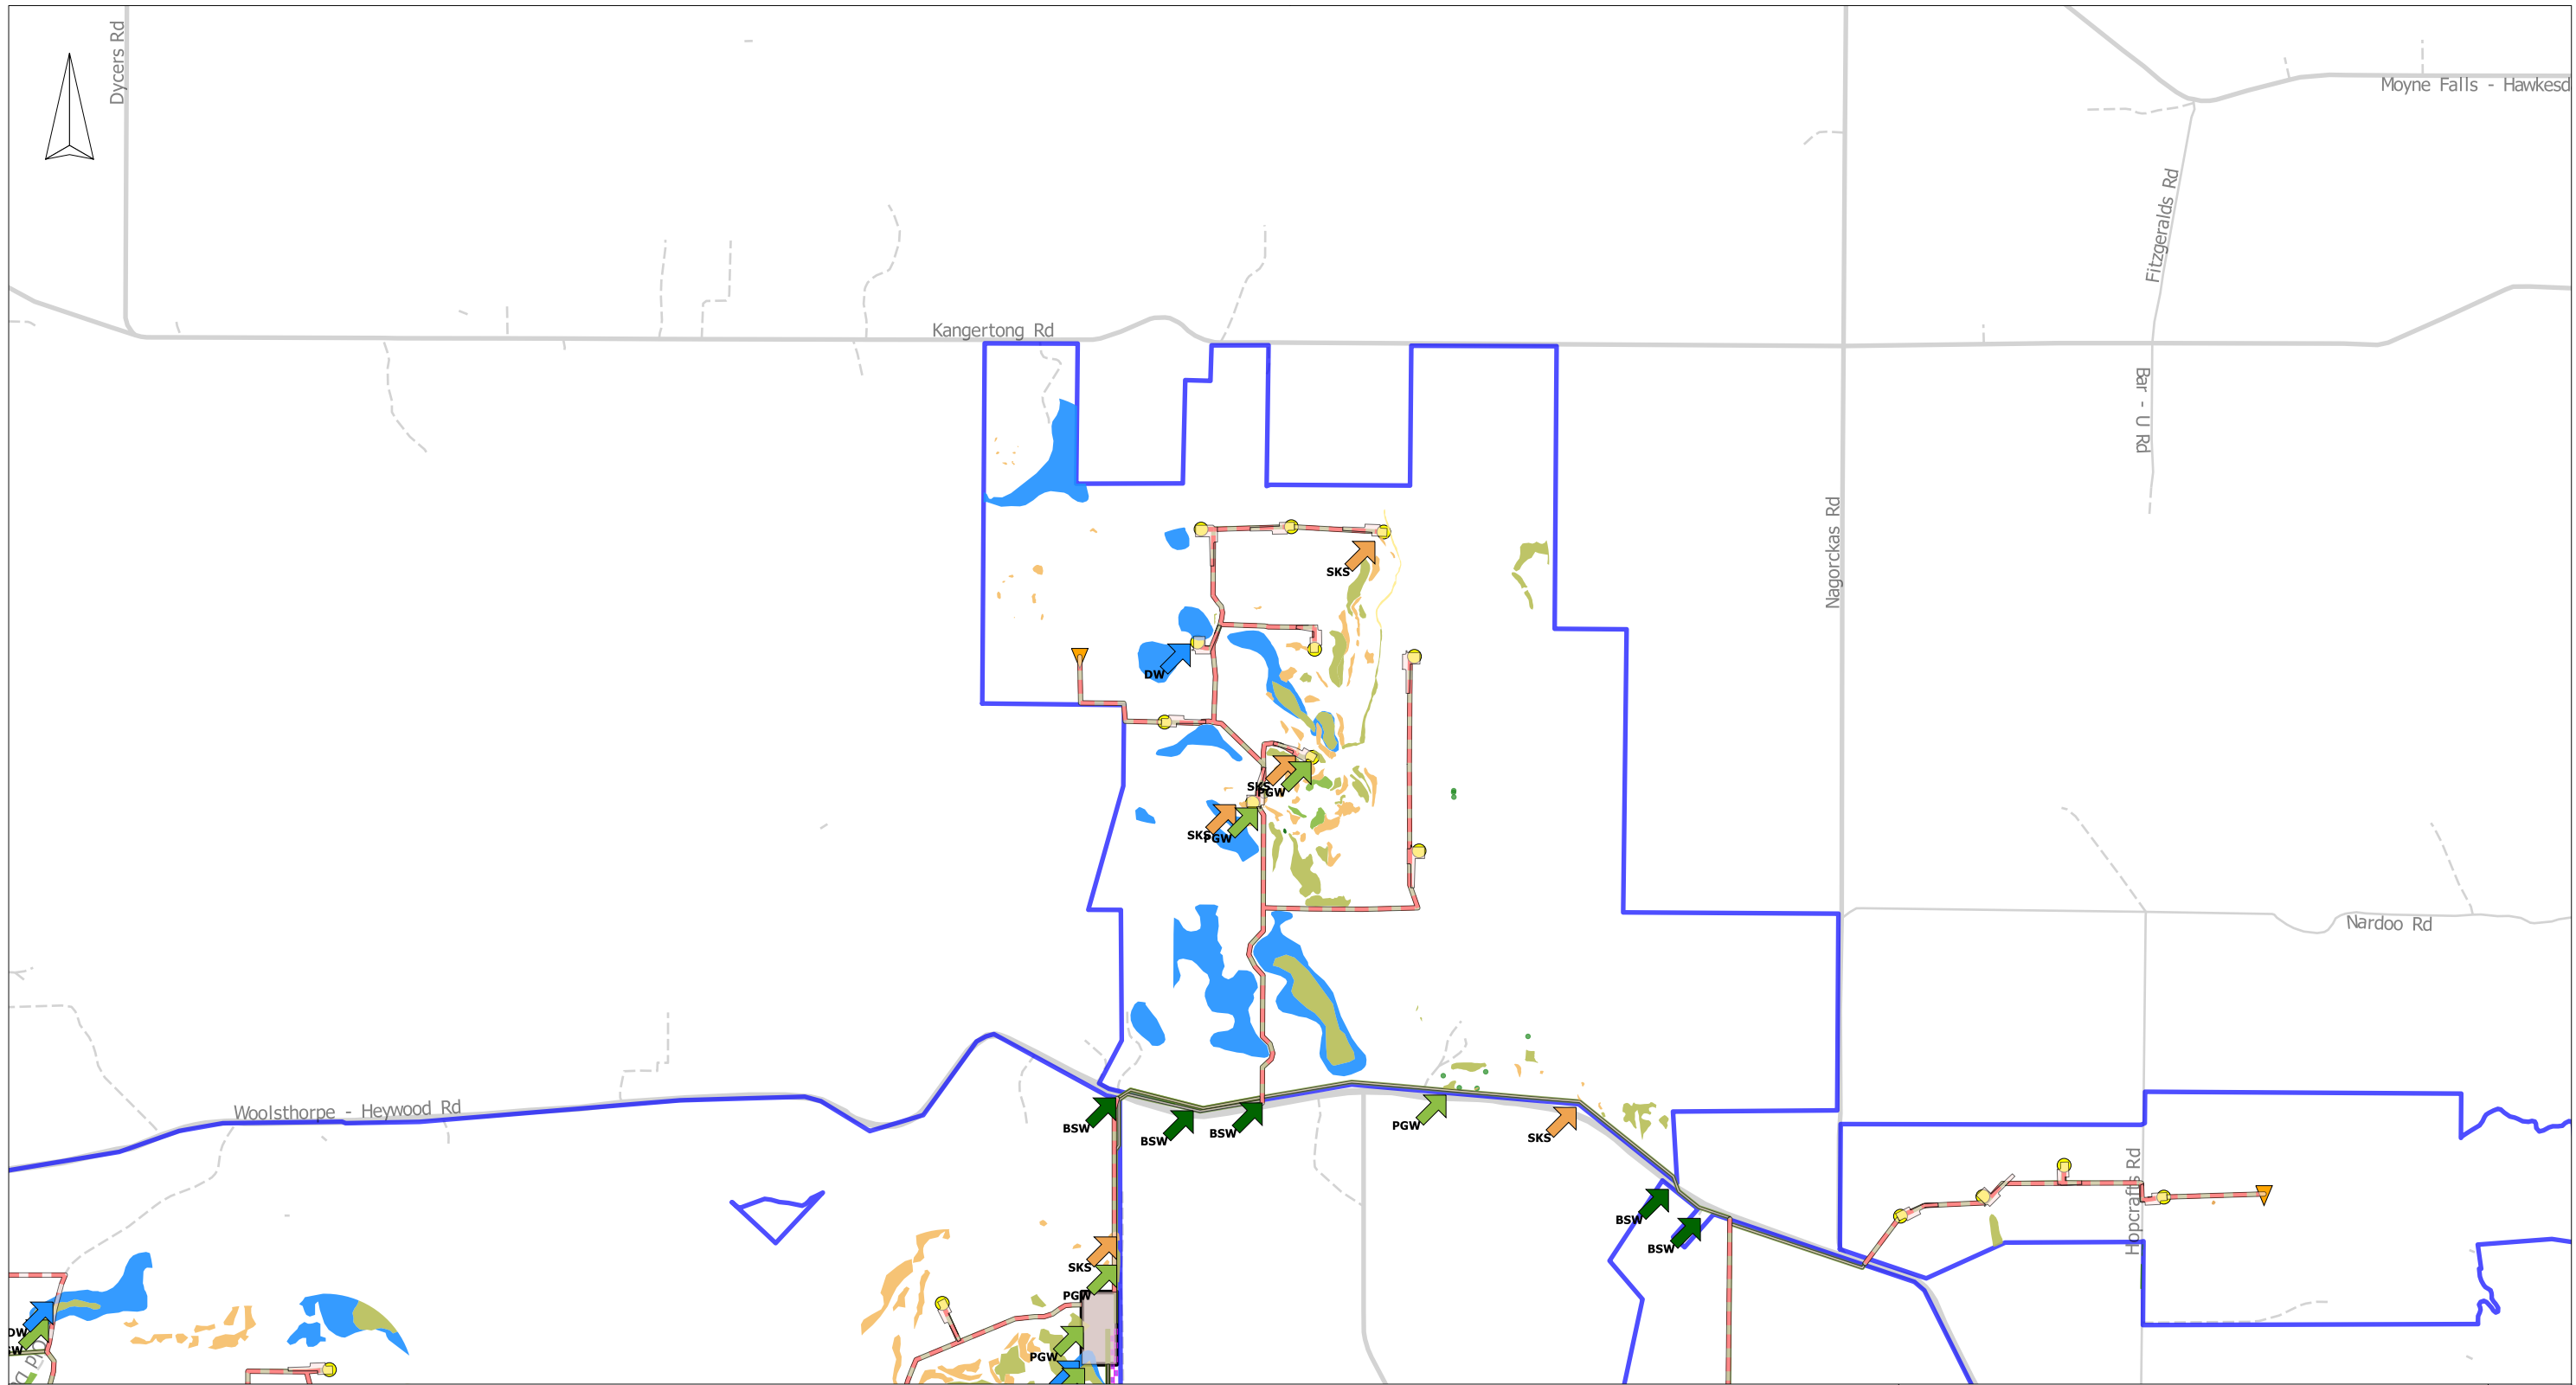 Dycers Rd
Moyne Falls - Hawkesd
Fitzgeralds Rd
Kangertong Rd
Bar - U Rd
Nagorckas Rd
SKS
DW
SKS
PGW
SKS
PGW
Nardoo Rd
Woolsthorpe - Heywood Rd
BSW
BSW
BSW
PGW
SKS
Hopcrafts Rd
BSW
BSW
SKS
PGW
DW
PGW